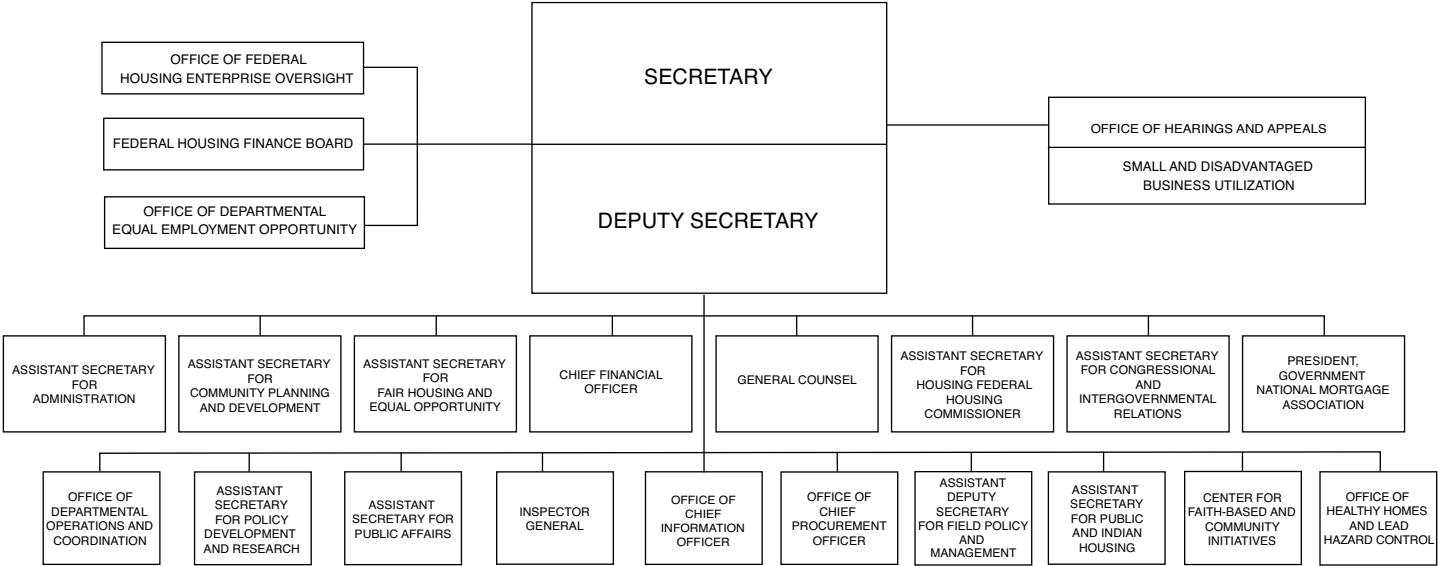 OFFICE OF FEDERAL
HOUSING ENTERPRISE OVERSIGHT
FEDERAL HOUSING FINANCE BOARD
OFFICE OF DEPARTMENTAL
EQUAL EMPLOYMENT OPPORTUNITY
SECRETARY
DEPUTY SECRETARY
OFFICE OF HEARINGS AND APPEALS
SMALL AND DISADVANTAGED
BUSINESS UTILIZATION
ASSISTANT SECRETARY
FOR
ADMINISTRATION
ASSISTANT SECRETARY
FOR
COMMUNITY PLANNING
AND DEVELOPMENT
ASSISTANT SECRETARY
FOR
FAIR HOUSING AND
EQUAL OPPORTUNITY
CHIEF FINANCIAL
OFFICER
GENERAL COUNSEL
ASSISTANT SECRETARY
FOR
HOUSING FEDERAL
HOUSING
COMMISSIONER
ASSISTANT SECRETARY
FOR CONGRESSIONAL
AND
INTERGOVERNMENTAL
RELATIONS
PRESIDENT,
GOVERNMENT
NATIONAL MORTGAGE
ASSOCIATION
OFFICE OF
DEPARTMENTAL
OPERATIONS AND
COORDINATION
ASSISTANT
SECRETARY
FOR POLICY
DEVELOPMENT
AND RESEARCH
ASSISTANT
SECRETARY FOR
PUBLIC AFFAIRS
INSPECTOR
GENERAL
OFFICE OF
CHIEF
INFORMATION
OFFICER
OFFICE OF
CHIEF
PROCUREMENT
OFFICER
ASSISTANT
DEPUTY
SECRETARY
FOR FIELD POLICY
AND
MANAGEMENT
ASSISTANT
SECRETARY
FOR PUBLIC
AND INDIAN
HOUSING
CENTER FOR
FAITH-BASED AND
COMMUNITY
INITIATIVES
OFFICE OF
HEALTHY HOMES
AND LEAD
HAZARD CONTROL